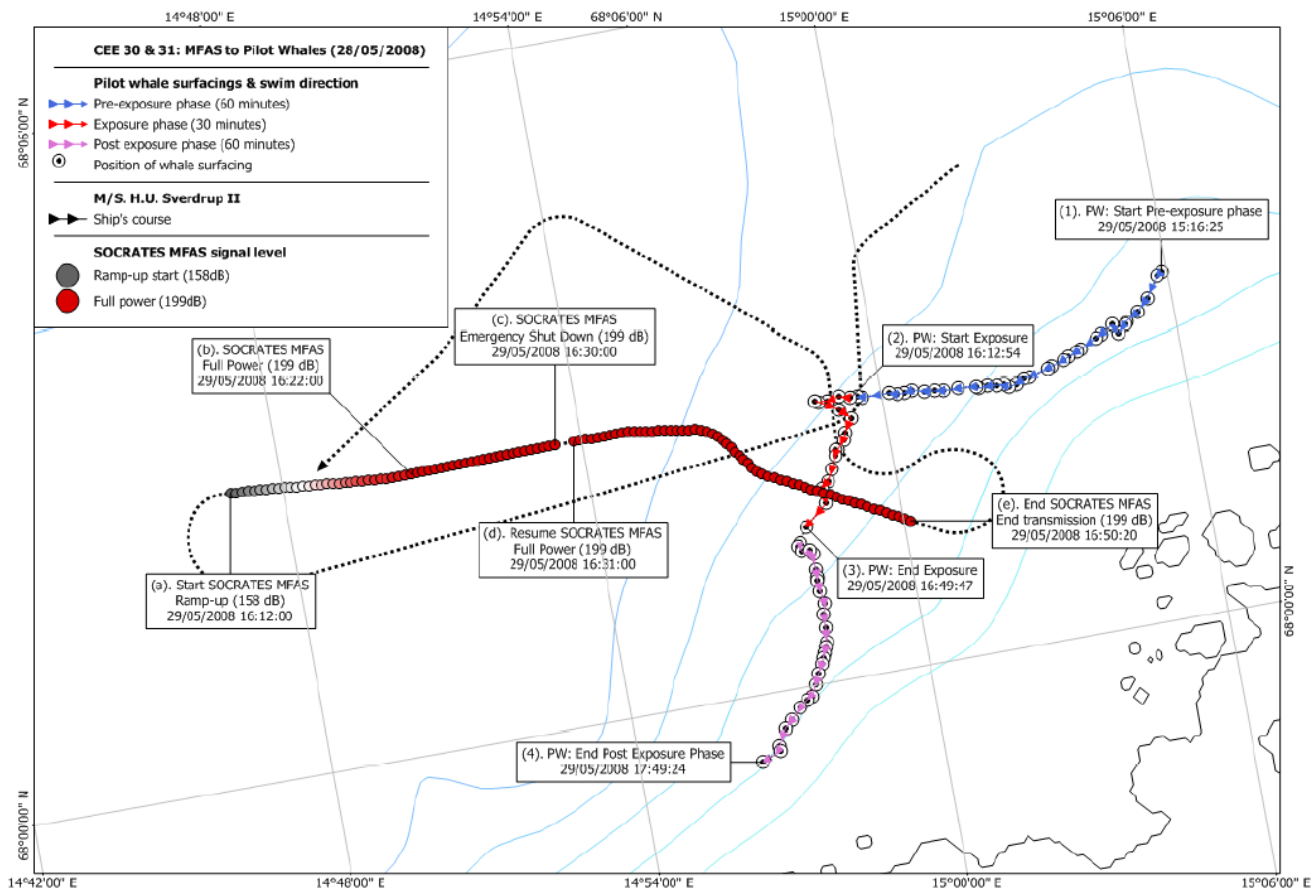 14°48'00" E
14°54'00" E
68°06'00" N
15°00'00" E
15°06'00" E
68°06'00" N
CEE 30 & 31: MFAS to Pilot Whales (28/05/2008)
Pilot whale surfacings & swim direction
Pre-exposure phase (60 minutes)
Exposure phase (30 minutes)
Post exposure phase (60 minutes)
Position of whale surfacing
M/S. H.U. Sverdrup II
Ship's course
SOCRATES MFAS signal level
Ramp-up start (158dB)
Full power (199dB)
(1). PW: Start Pre-exposure phase
29/05/2008 15:16:25
(c). SOCRATES MFAS
Emergency Shut Down (199 dB)
29/05/2008 16:30:00
(2). PW: Start Exposure
29/05/2008 16:12:54
(b). SOCRATES MFAS
Full Power (199 dB)
29/05/2008 16:22:00
(e). End SOCRATES MFAS
End transmission (199 dB)
29/05/2008 16:50:20
(d). Resume SOCRATES MFAS
Full Power (199 dB)
29/05/2008 16:31:00
(3). PW: End Exposure
29/05/2008 16:49:47
(a). Start SOCRATES MFAS
Ramp-up (158 dB)
29/05/2008 16:12:00
68°00'00" N
(4). PW: End Post Exposure Phase
29/05/2008 17:49:24
68°00'00" N
14°42'00" E
14°48'00" E
14°54'00" E
15°00'00" E
15°06'00" E